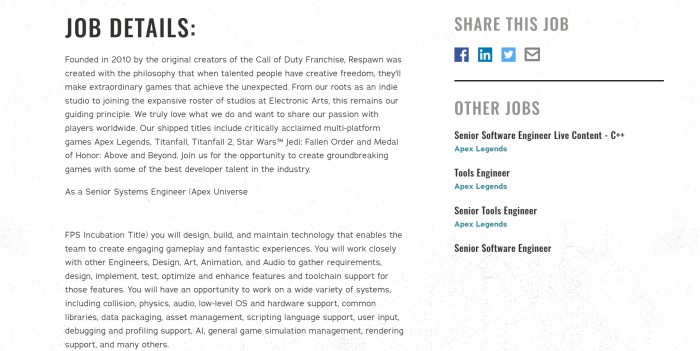 JOB DETAILS:
Founded in 2010 by the original creators of the Call of Duty Franchise, Respawn was
created with the philosophy that when talented people have creative freedom, they'll
make extraordinary games that achieve the unexpected. From our roots as an indie
studio to joining the expansive roster of studios at Electronic Arts, this remains our
guiding principle. We truly love what we do and want to share our passion with
players worldwide. Our shipped titles include critically acclaimed multi-platform
games Apex Legends, Titanfall, Titanfall 2, Star Wars™ Jedi: Fallen Order and Medal
of Honor: Above and Beyond. Join us for the opportunity to create groundbreaking
games with some of the best developer talent in the industry.
As a Senior Systems Engineer (Apex Universe
FPS Incubation Title) you will design, build, and maintain technology that enables the
team to create engaging gameplay and fantastic experiences. You will work closely
with other Engineers, Design, Art, Animation, and Audio to gather requirements,
design, implement, test, optimize and enhance features and toolchain support for
those features. You will have an opportunity to work on a wide variety of systems,
including collision, physics, audio, low-level OS and hardware support, common
libraries, data packaging, asset management, scripting language support, user input,
debugging and profiling support, AI, general game simulation management, rendering
support, and many others.
SHARE THIS JOB
OTHER JOBS
Senior Software Engineer Live Content - C++
Apex Legends
Tools Engineer
Apex Legends
Senior Tools Engineer
Apex Legends
Senior Software Engineer